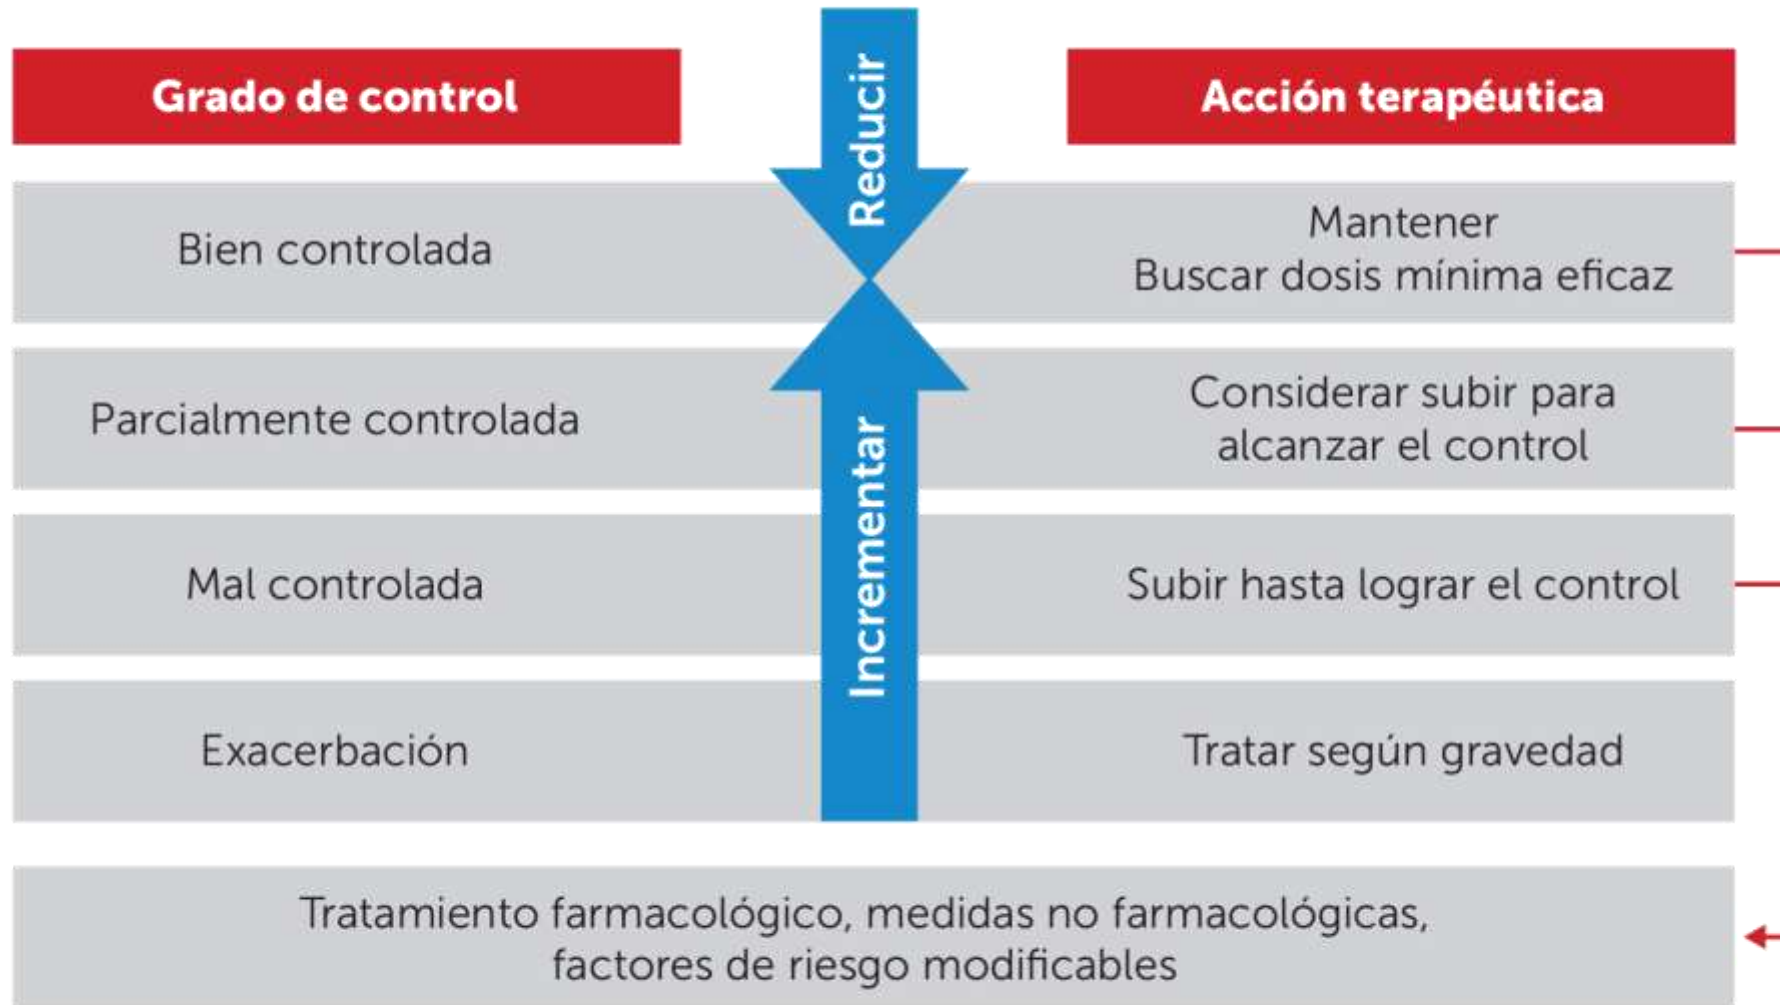 Grado de control
Reducir
Acción terapéutica
Bien controlada
Mantener
Buscar dosis mínima eficaz
Parcialmente controlada
Considerar subir para
alcanzar el control
Incrementar
Mal controlada
Subir hasta lograr el control
Exacerbación
Tratar según gravedad
Tratamiento farmacológico, medidas no farmacológicas,
factores de riesgo modificables